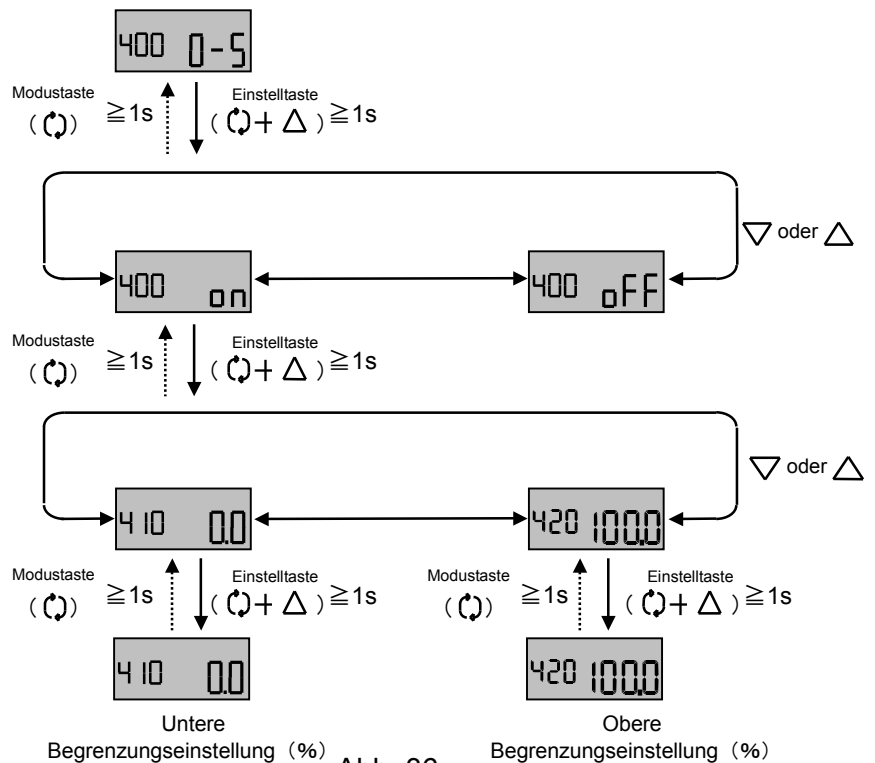 400 0-5
Modustaste ≧1s Einstelltaste ≧1s
( ) ( + △ )
▽ oder △
400 on 400 oFF
Modustaste ≧1s Einstelltaste ≧1s
( ) ( + △ )
▽ oder △
410 0.0 420 100.0
Modustaste ≧1s Einstelltaste ≧1s Modustaste ≧1s Einstelltaste ≧1s
( ) ( + △ ) ( ) ( + △ )
410 0.0 420 100.0
Untere Obere
Begrenzungseinstellung (%) Begrenzungseinstellung (%)